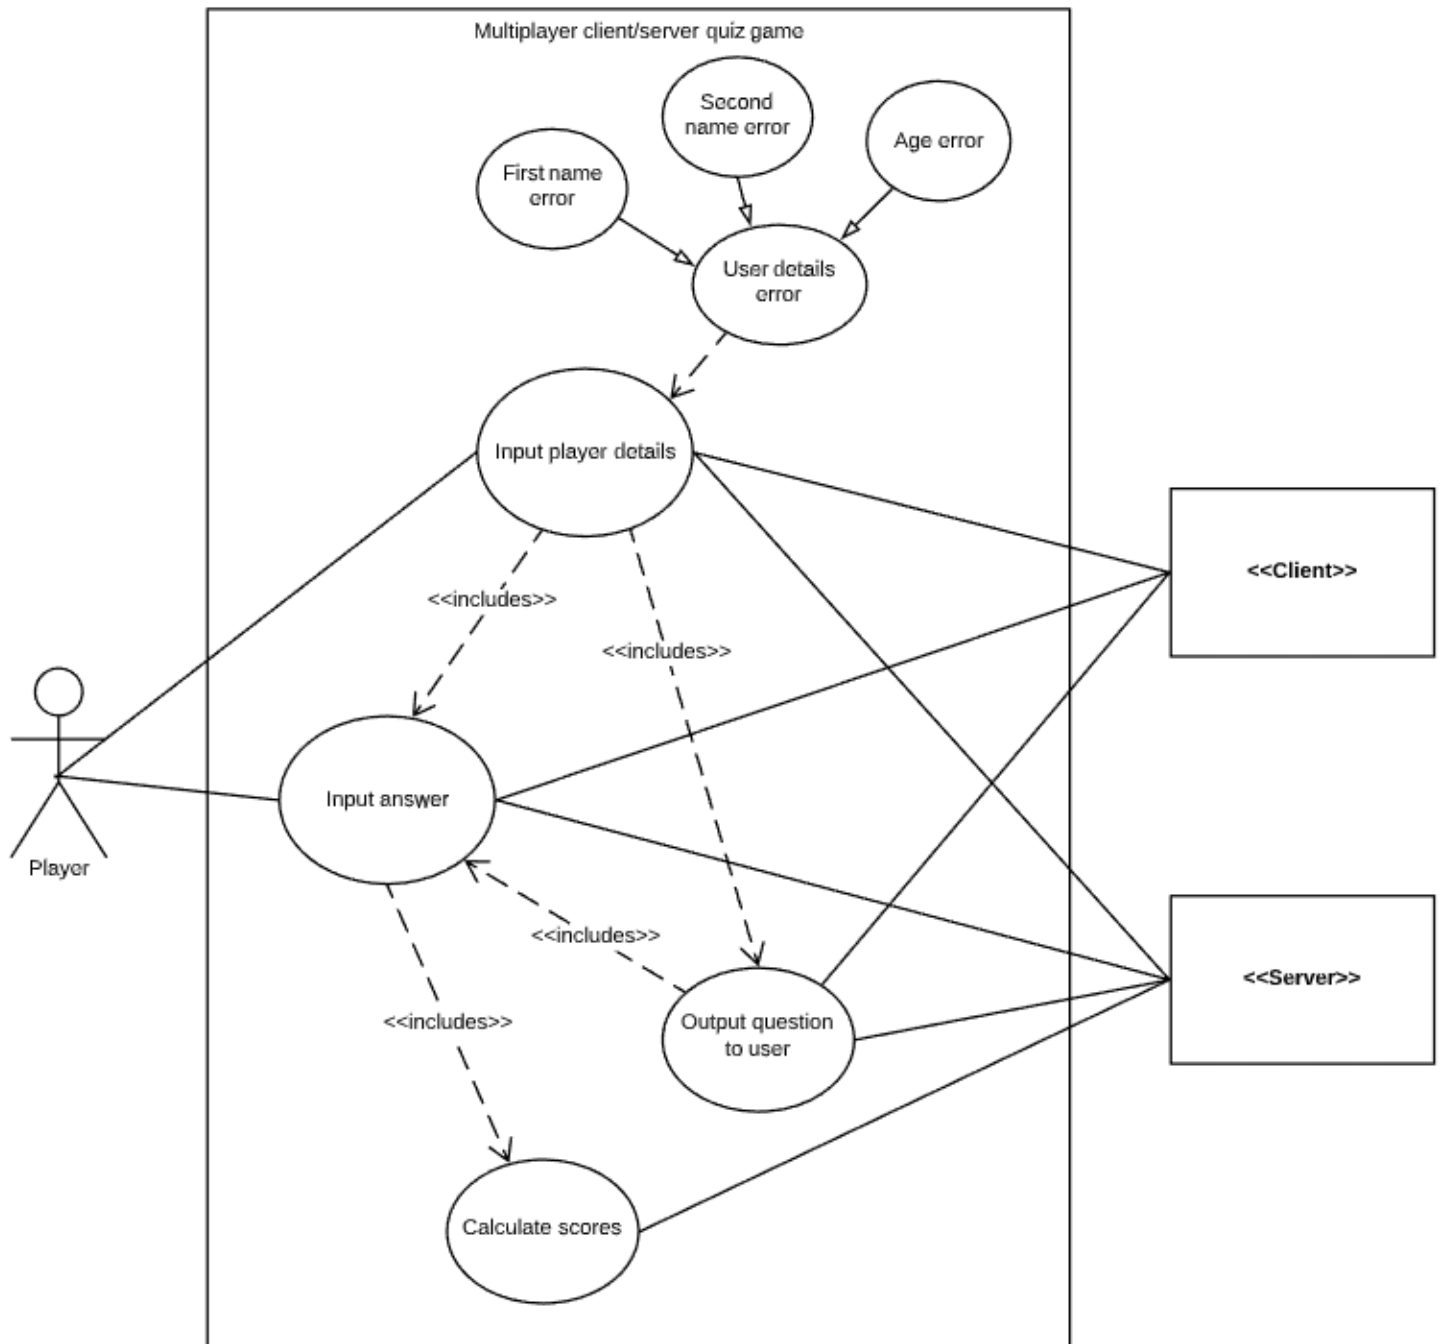 Multiplayer client/server quiz game
Second
name error
Age error
First name
error
User details
error
Input player details
<<Client>>
<<includes>>
<<includes>>
Input answer
Player
<<includes>>
<<Server>>
<<includes>>
Output question
to user
Calculate scores